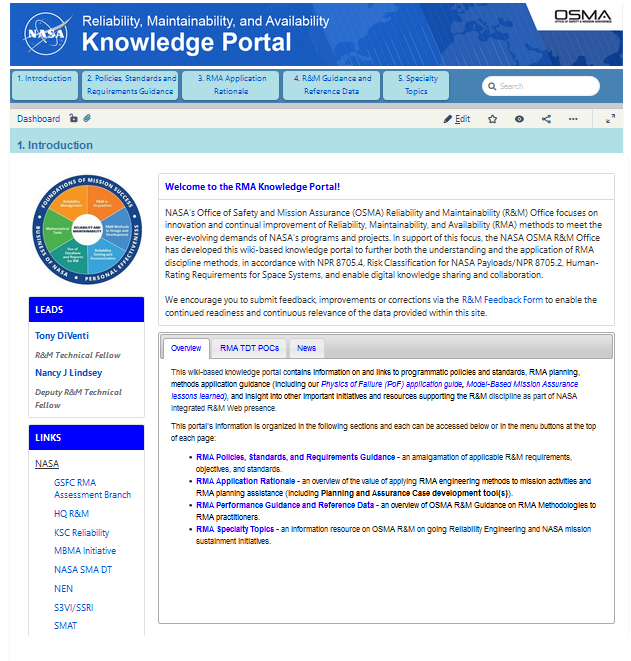 NASA
Reliability, Maintainability, and Availability
Knowledge Portal
OSMA
OFFICE OF SAFETY & MISSION ASSURANCE
1. Introduction
2. Policies, Standards and
Requirements Guidance
3. RMA Application
Rationale
4. R&M Guidance and
Reference Data
5. Specialty
Topics
Search
Dashboard
Edit
1. Introduction
FOUNDATIONS OF MISSION SUCCESS
BUSINESS OF NASA
PERSONAL EFFECTIVENESS
Reliability
Management
R&M in
Acquisition
Mathematical
Tools
RELIABILITY AND
MAINTAINABILITY
R&M Methods
in Design and
Development
Use of
Databases and
Reports for
RM
Reliability
Testing and
Demonstration
Welcome to the RMA Knowledge Portal!
NASA's Office of Safety and Mission Assurance (OSMA) Reliability and Maintainability (R&M) Office focuses on
innovation and continual improvement of Reliability, Maintainability, and Availability (RMA) methods to meet the
ever-evolving demands of NASA's programs and projects. In support of this focus, the NASA OSMA R&M Office
has developed this wiki-based knowledge portal to further both the understanding and the application of RMA
discipline methods, in accordance with NPR 8705.4, Risk Classification for NASA Payloads/NPR 8705.2, Human-
Rating Requirements for Space Systems, and enable digital knowledge sharing and collaboration.
We encourage you to submit feedback, improvements or corrections via the R&M Feedback Form to enable the
continued readiness and continuous relevance of the data provided within this site.
LEADS
Tony DiVenti
R&M Technical Fellow
Nancy J Lindsey
Deputy R&M Technical
Fellow
LINKS
NASA
GSFC RMA
Assessment Branch
HQ R&M
KSC Reliability
MBMA Initiative
NASA SMA DT
NEN
S3VI/SSRI
SMAT
Overview
RMA TDT POCs
News
This wiki-based knowledge portal contains information on and links to programmatic policies and standards, RMA planning,
methods application guidance (including our Physics of Failure (PoF) application guide, Model-Based Mission Assurance
lessons learned), and insight into other important initiatives and resources supporting the R&M discipline as part of NASA
Integrated R&M Web presence.
This portal's information is organized in the following sections and each can be accessed below or in the menu buttons at the top
of each page:
• RMA Policies, Standards, and Requirements Guidance - an amalgamation of applicable R&M requirements,
objectives, and standards.
• RMA Application Rationale - an overview of the value of applying RMA engineering methods to mission activities and
RMA planning assistance (including Planning and Assurance Case development tool(s)).
• RMA Performance Guidance and Reference Data - an overview of OSMA R&M Guidance on RMA Methodologies to
RMA practitioners.
• RMA Specialty Topics - an information resource on OSMA R&M on going Reliability Engineering and NASA mission
sustainment initiatives.